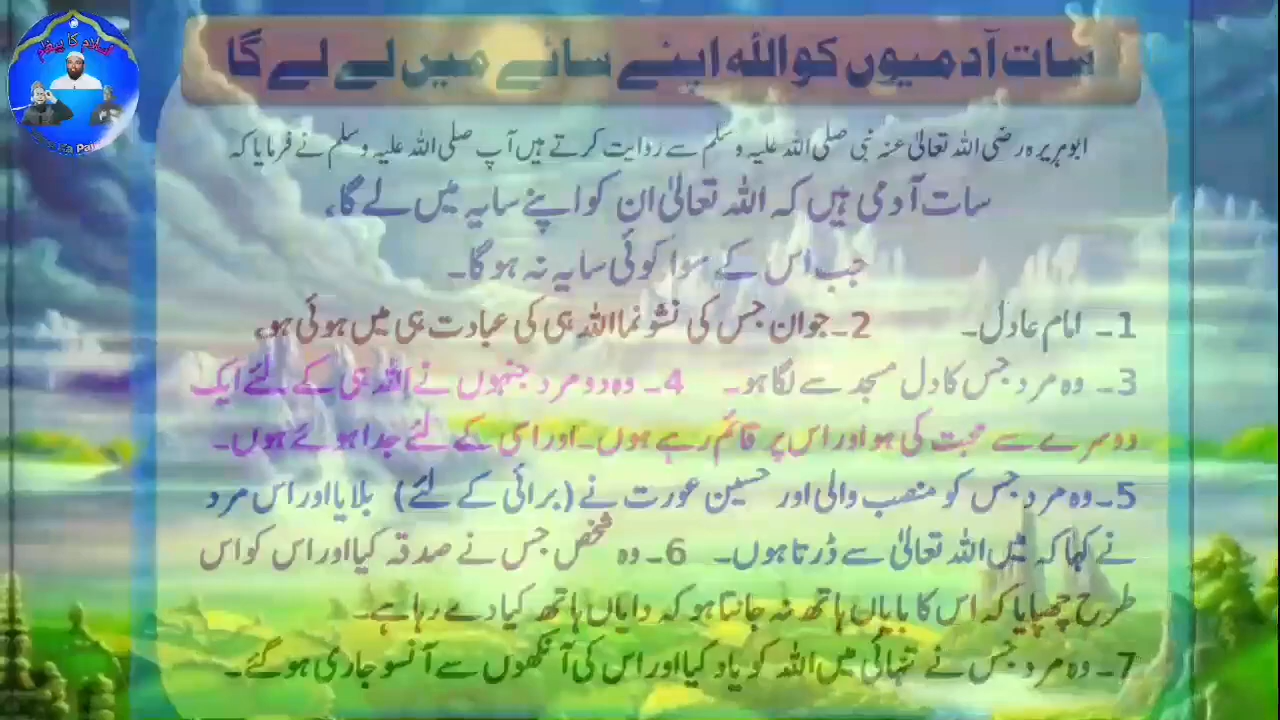 اسلام کا پیغام
سات آدمیوں کو اللہ اپنے سائے میں لے لے گا
ابوہریرہ رضی اللہ تعالیٰ عنہ نبی صلی اللہ علیہ وسلم سے روایت کرتے ہیں آپ صلی اللہ علیہ وسلم نے فرمایا کہ
سات آدمی ہیں کہ اللہ تعالیٰ ان کو اپنے سایہ میں لے گا،
جب اس کے سوا کوئی سایہ نہ ہوگا۔
1۔ امام عادل۔ 2۔جوان جس کی نشونما اللہ ہی کی عبادت ہی میں ہوئی ہو،
3۔ وہ مرد جس کا دل مسجد سے لگا ہو۔ 4۔ وہ دو مرد جنہوں نے اللہ ہی کے لئے ایک
دوسرے سے محبت کی ہو اور اس پر قائم رہے ہوں۔اور اسی کے لئے جدا ہوئے ہوں۔
5۔وہ مرد جس کو منصب والی اور حسین عورت نے (برائی کے لئے) بلایا اور اس مرد
نے کہا کہ میں اللہ تعالیٰ سے ڈرتا ہوں۔ 6۔وہ شخص جس نے صدقہ کیا اور اس کو اس
طرح چھپایا کہ اس کا بایاں ہاتھ نہ جانتا ہو کہ دایاں ہاتھ کیا دے رہا ہے۔
7۔وہ مرد جس نے تنہائی میں اللہ کو یاد کیا اور اس کی آنکھوں سے آنسو جاری ہو گئے۔